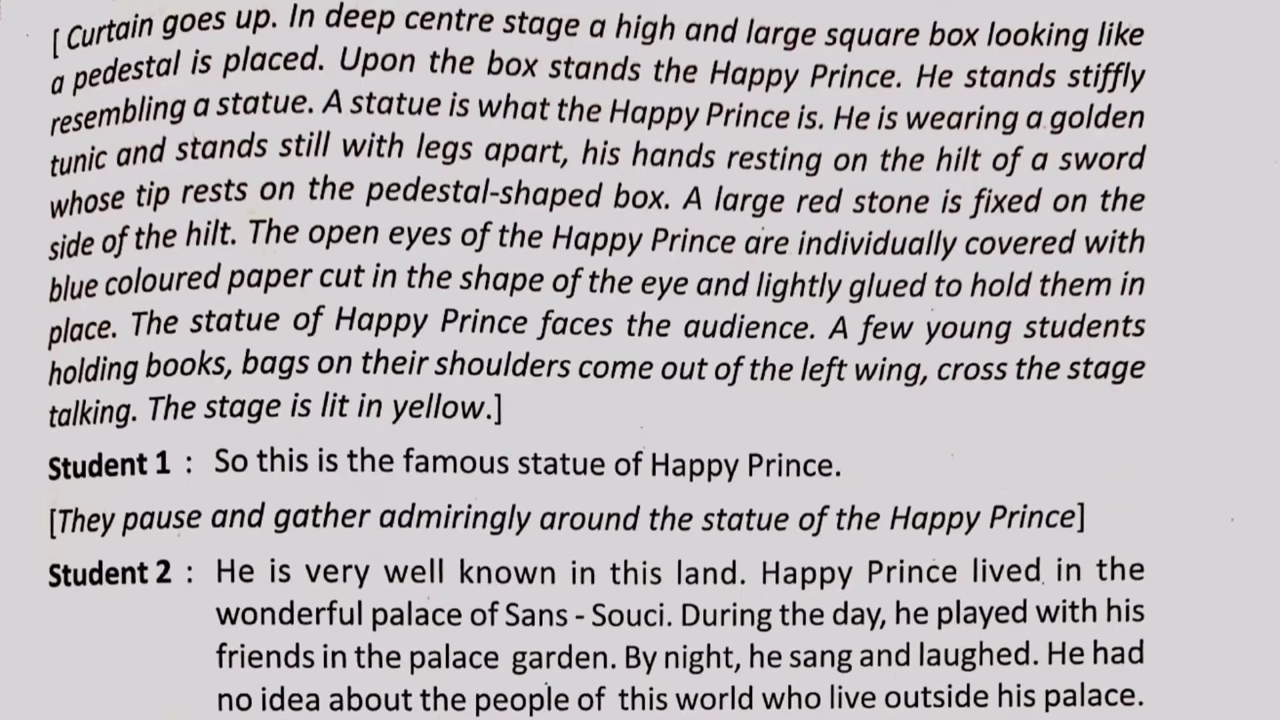 [ Curtain goes up. In deep centre stage a high and large square box looking like
a pedestal is placed. Upon the box stands the Happy Prince. He stands stiffly
resembling a statue. A statue is what the Happy Prince is. He is wearing a golden
tunic and stands still with legs apart, his hands resting on the hilt of a sword
whose tip rests on the pedestal-shaped box. A large red stone is fixed on the
side of the hilt. The open eyes of the Happy Prince are individually covered with
blue coloured paper cut in the shape of the eye and lightly glued to hold them in
place. The statue of Happy Prince faces the audience. A few young students
holding books, bags on their shoulders come out of the left wing, cross the stage
talking. The stage is lit in yellow.]
Student 1 : So this is the famous statue of Happy Prince.
[They pause and gather admiringly around the statue of the Happy Prince]
Student 2 : He is very well known in this land. Happy Prince lived in the
wonderful palace of Sans - Souci. During the day, he played with his
friends in the palace garden. By night, he sang and laughed. He had
no idea about the people of this world who live outside his palace.